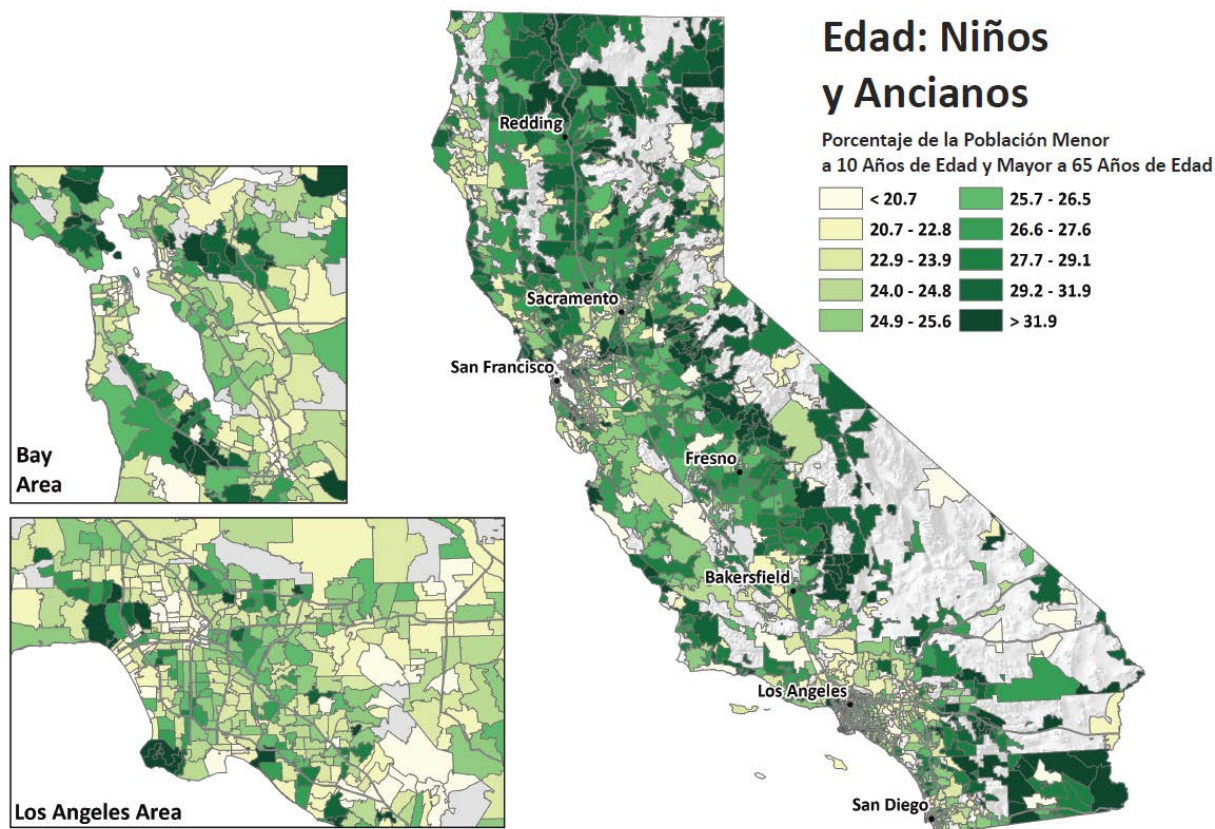 Edad: Niños
y Ancianos
Porcentaje de la Población Menor
a 10 Años de Edad y Mayor a 65 Años de Edad
< 20.7
20.7 - 22.8
22.9 - 23.9
24.0 - 24.8
24.9 - 25.6
25.7 - 26.5
26.6 - 27.6
27.7 - 29.1
29.2 - 31.9
> 31.9
Redding
Sacramento
San Francisco
Fresno
Bakersfield
Los Angeles
San Diego
Bay
Area
Los Angeles Area